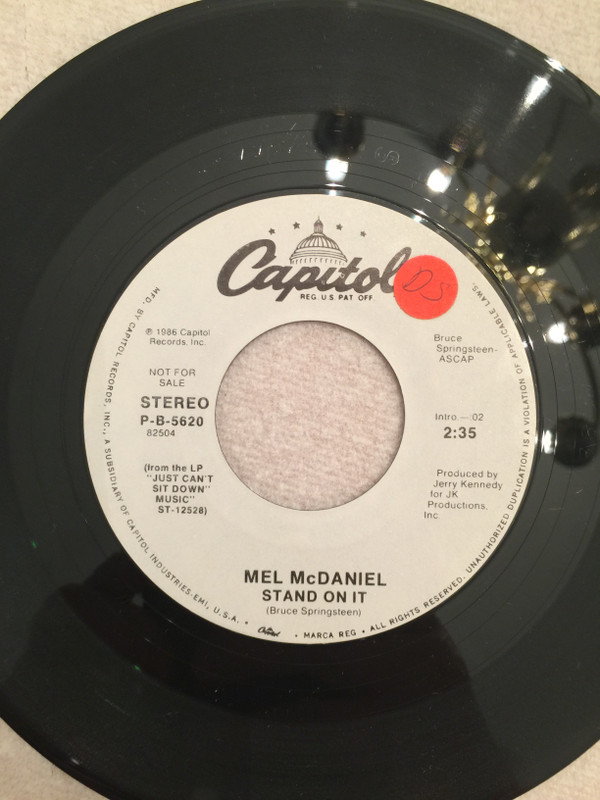 Capitol
REG. U.S. PAT. OFF.
DS
℗ 1986 Capitol
Records, Inc.
NOT FOR
SALE
STEREO
P-B-5620
82504
(from the LP
"JUST CAN'T
SIT DOWN"
MUSIC"
ST-12528)
Bruce
Springsteen-
ASCAP
Intro — :02
2:35
Produced by
Jerry Kennedy
for JK
Productions,
Inc.
MEL McDANIEL
STAND ON IT
(Bruce Springsteen)
MFD. BY CAPITOL RECORDS, INC., A SUBSIDIARY OF CAPITOL INDUSTRIES-EMI, U.S.A. • Capitol • MARCA REG. • ALL RIGHTS RESERVED. UNAUTHORIZED DUPLICATION IS A VIOLATION OF APPLICABLE LAWS.